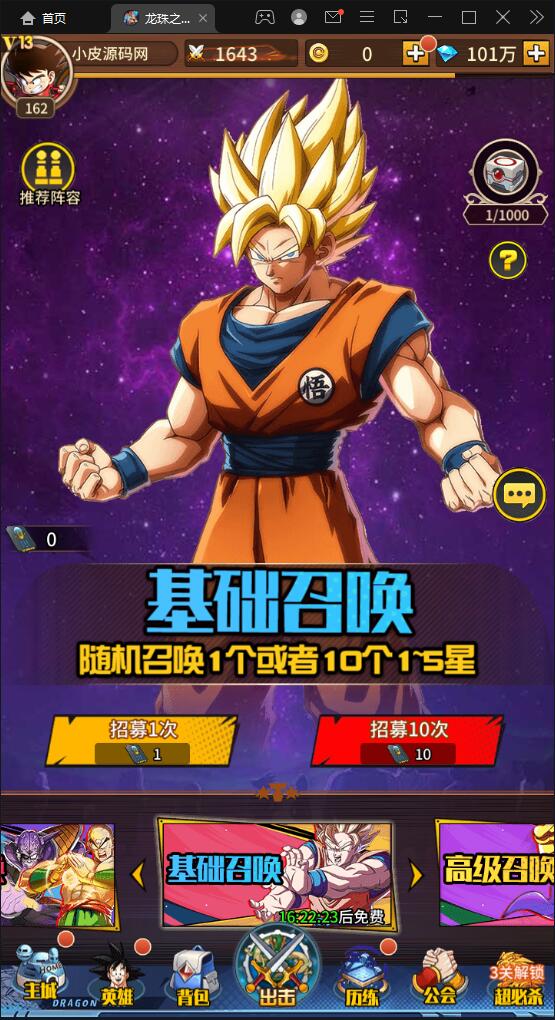 首页
龙珠之...
V13
小皮源码网
1643
0
101万
162
推荐阵容
1/1000
?
悟
0
基础召唤
随机召唤1个或者10个1~5星
招募1次
1
招募10次
10
基础召唤
16:22:23后免费
高级召唤
HOME
主城
DRAGON
英雄
背包
出击
历练
公会
3关解锁
超必杀